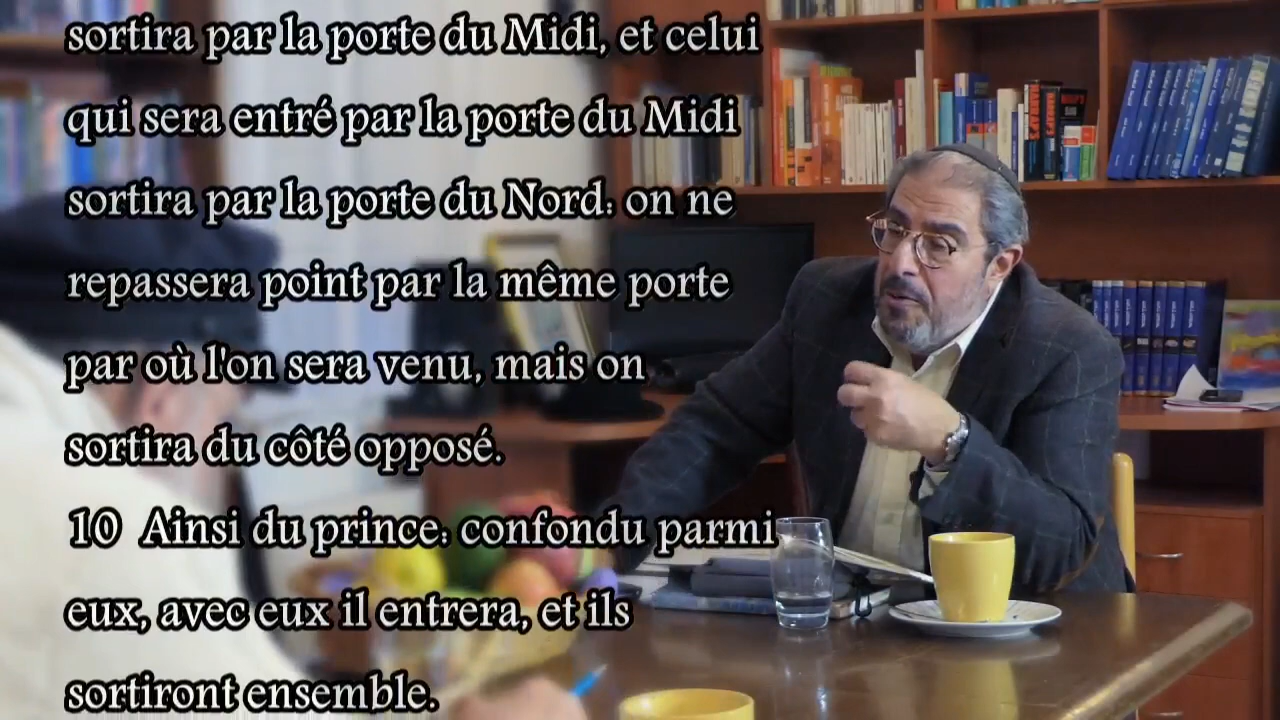 sortira par la porte du Midi, et celui
qui sera entré par la porte du Midi
sortira par la porte du Nord: on ne
repassera point par la même porte
par où l'on sera venu, mais on
sortira du côté opposé.
10 Ainsi du prince: confondu parmi
eux, avec eux il entrera, et ils
sortiront ensemble.